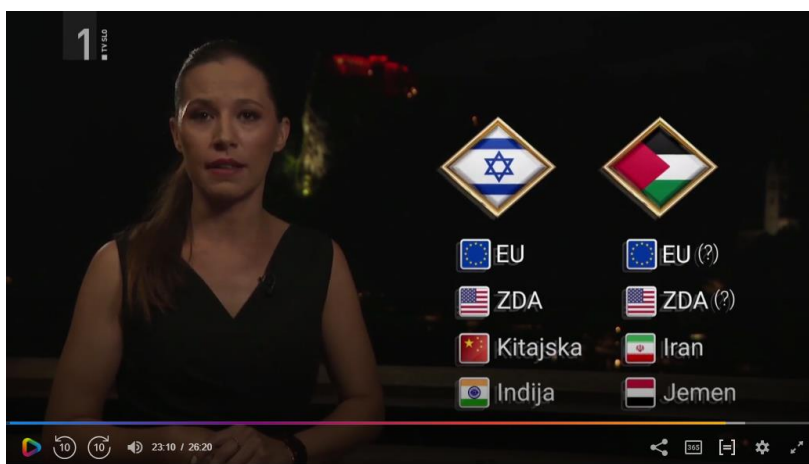 1
TV SLO
EU
EU (?)
ZDA
ZDA (?)
Kitajska
Iran
Indija
Jemen
10
10
23:10 / 26:20
365